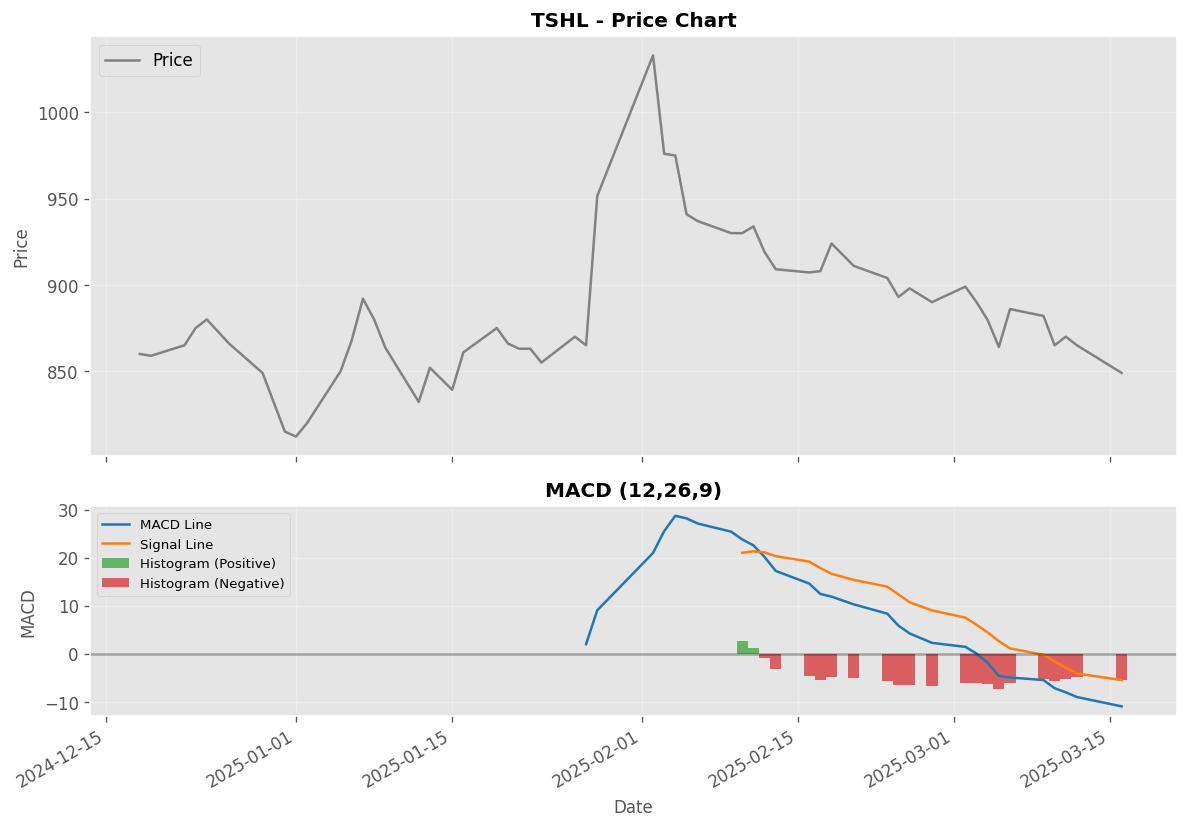 TSHL - Price Chart
Price
1000
950
900
850
Price
MACD (12,26,9)
MACD Line
Signal Line
Histogram (Positive)
Histogram (Negative)
30
20
10
0
−10
MACD
2024-12-15
2025-01-01
2025-01-15
2025-02-01
2025-02-15
2025-03-01
2025-03-15
Date